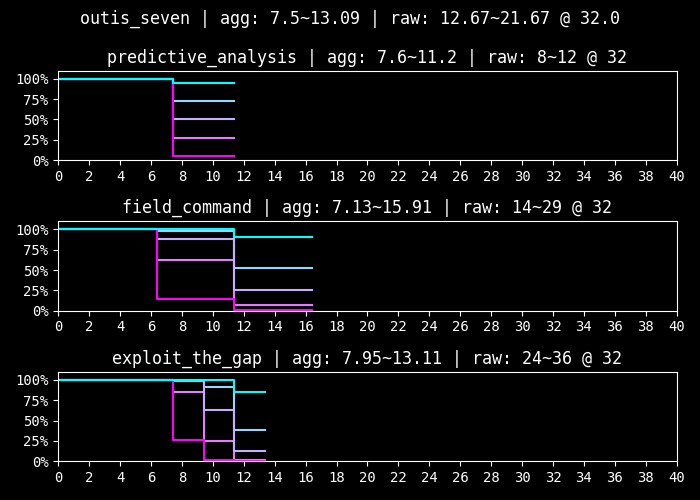 outis_seven | agg: 7.5~13.09 | raw: 12.67~21.67 @ 32.0
predictive_analysis | agg: 7.6~11.2 | raw: 8~12 @ 32
100%
75%
50%
25%
0%
0 2 4 6 8 10 12 14 16 18 20 22 24 26 28 30 32 34 36 38 40
field_command | agg: 7.13~15.91 | raw: 14~29 @ 32
100%
75%
50%
25%
0%
0 2 4 6 8 10 12 14 16 18 20 22 24 26 28 30 32 34 36 38 40
exploit_the_gap | agg: 7.95~13.11 | raw: 24~36 @ 32
100%
75%
50%
25%
0%
0 2 4 6 8 10 12 14 16 18 20 22 24 26 28 30 32 34 36 38 40